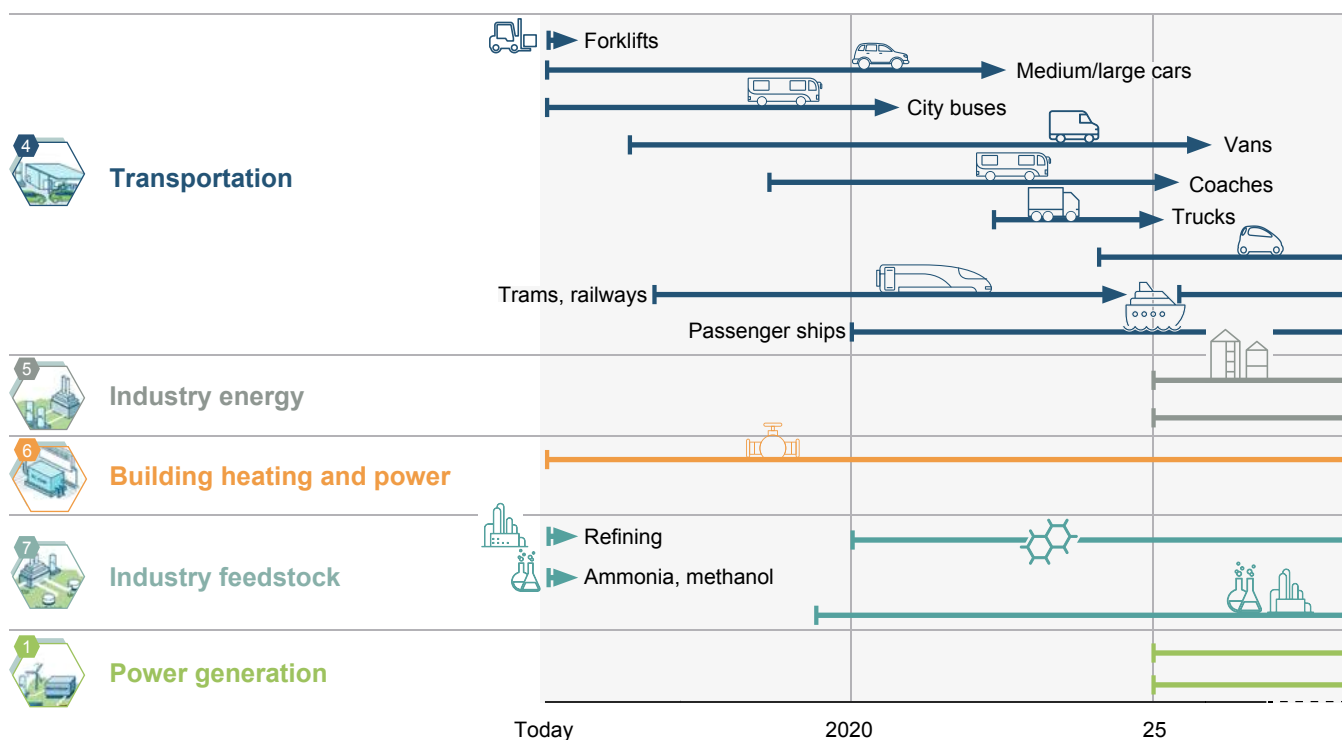 Forklifts
Medium/large cars
City buses
Vans
4
Transportation
Coaches
Trucks
Trams, railways
Passenger ships
5
Industry energy
6
Building heating and power
Refining
7
Industry feedstock
Ammonia, methanol
1
Power generation
Today
2020
25